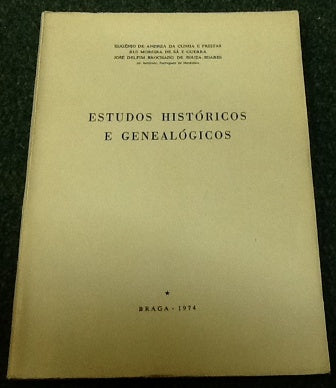 EUGÉNIO DE ANDREA DA CUNHA E FREITAS
RUI MOREIRA DE SÁ E GUERRA
JOSÉ DELFIM BROCHADO DE SOUZA SOARES
ESTUDOS HISTÓRICOS
E GENEALÓGICOS
★
BRAGA - 1974